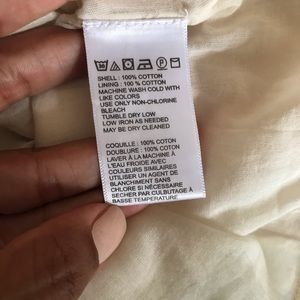 SHELL : 100% COTTON
LINING : 100 % COTTON
MACHINE WASH COLD WITH
LIKE COLORS
USE ONLY NON-CHLORINE
BLEACH
TUMBLE DRY LOW
LOW IRON AS NEEDED
MAY BE DRY CLEANED
COQUILLE : 100% COTTON
DOUBLURE : 100% COTTON
LAVER À LA MACHINE À
L'EAU FROIDE AVEC
COULEURS SIMILAIRES
UTILISER UN AGENT DE
BLANCHIMENT SANS
CHLORE SI NÉCESSAIRE
SÉCHER PAR CULBUTAGE À
BASSE TEMPÉRATURE